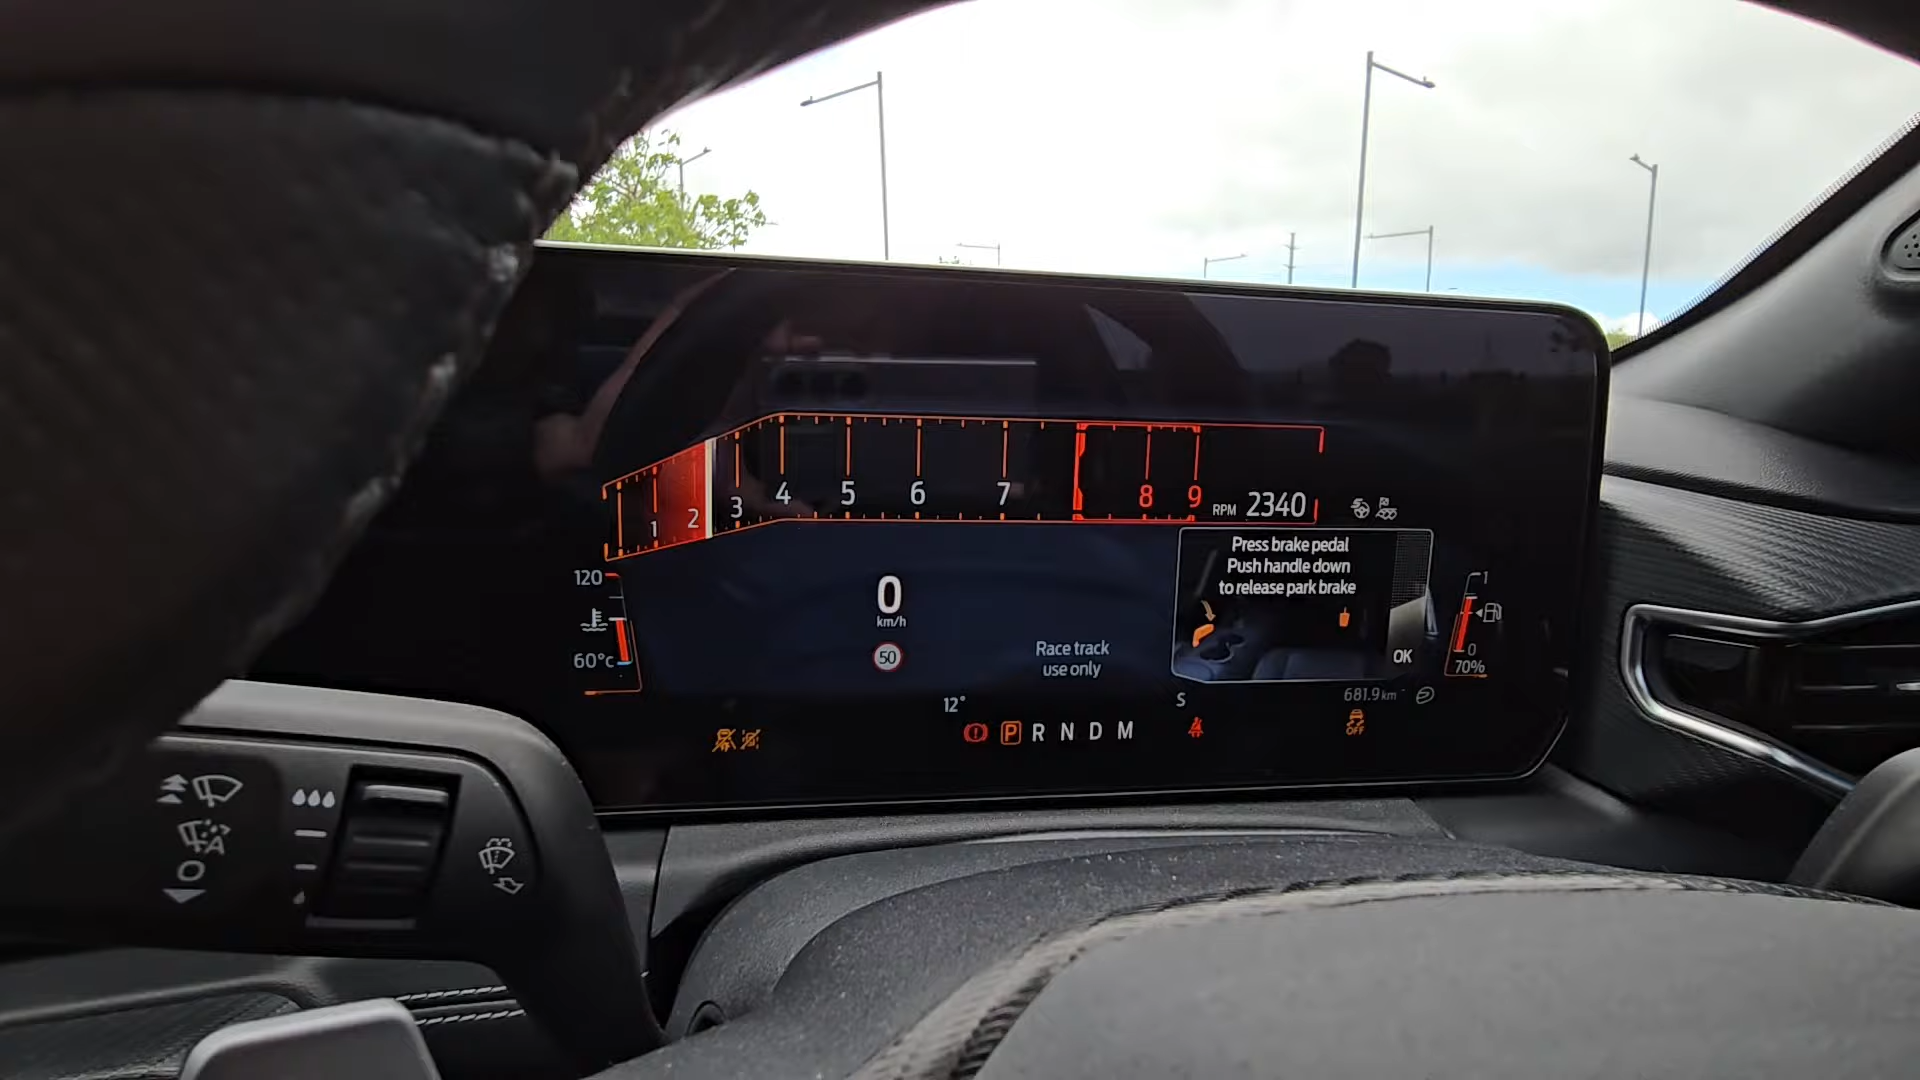 1 2 3 4 5 6 7 8 9
RPM 2340
Press brake pedal
Push handle down
to release park brake
OK
120
60°c
0
km/h
50
Race track
use only
1
0
70%
12°
S
681.9 km
P R N D M
OFF
A